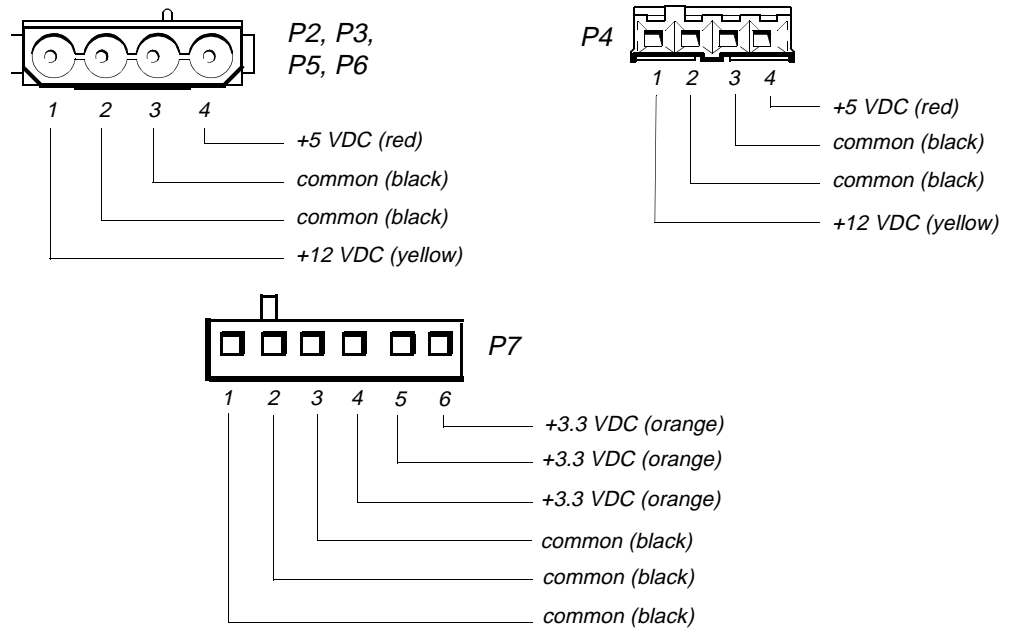 P2, P3,
P5, P6
1 2 3 4
+5 VDC (red)
common (black)
common (black)
+12 VDC (yellow)
P4
1 2 3 4
+5 VDC (red)
common (black)
common (black)
+12 VDC (yellow)
P7
1 2 3 4 5 6
+3.3 VDC (orange)
+3.3 VDC (orange)
+3.3 VDC (orange)
common (black)
common (black)
common (black)